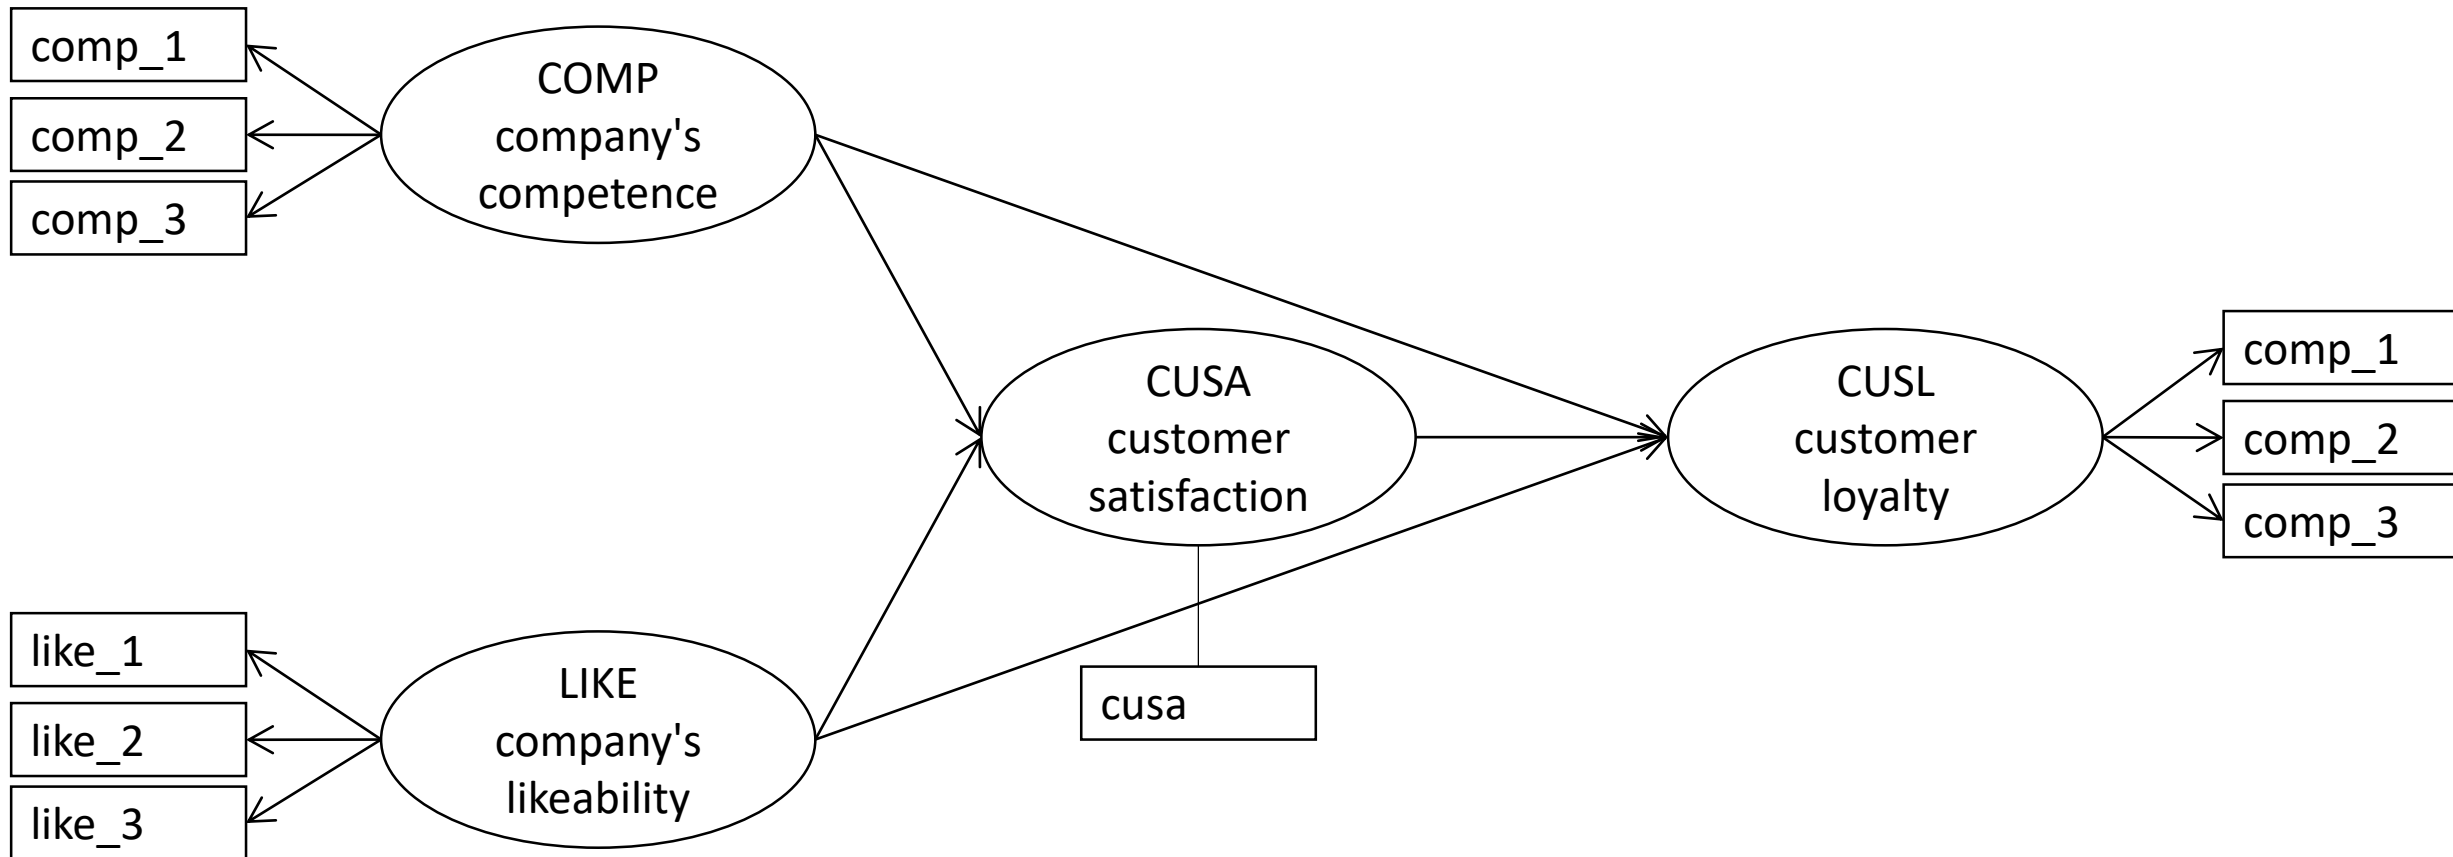 comp_1
comp_2
comp_3
COMP
company's
competence
CUSA
customer
satisfaction
CUSL
customer
loyalty
comp_1
comp_2
comp_3
like_1
like_2
like_3
LIKE
company's
likeability
cusa